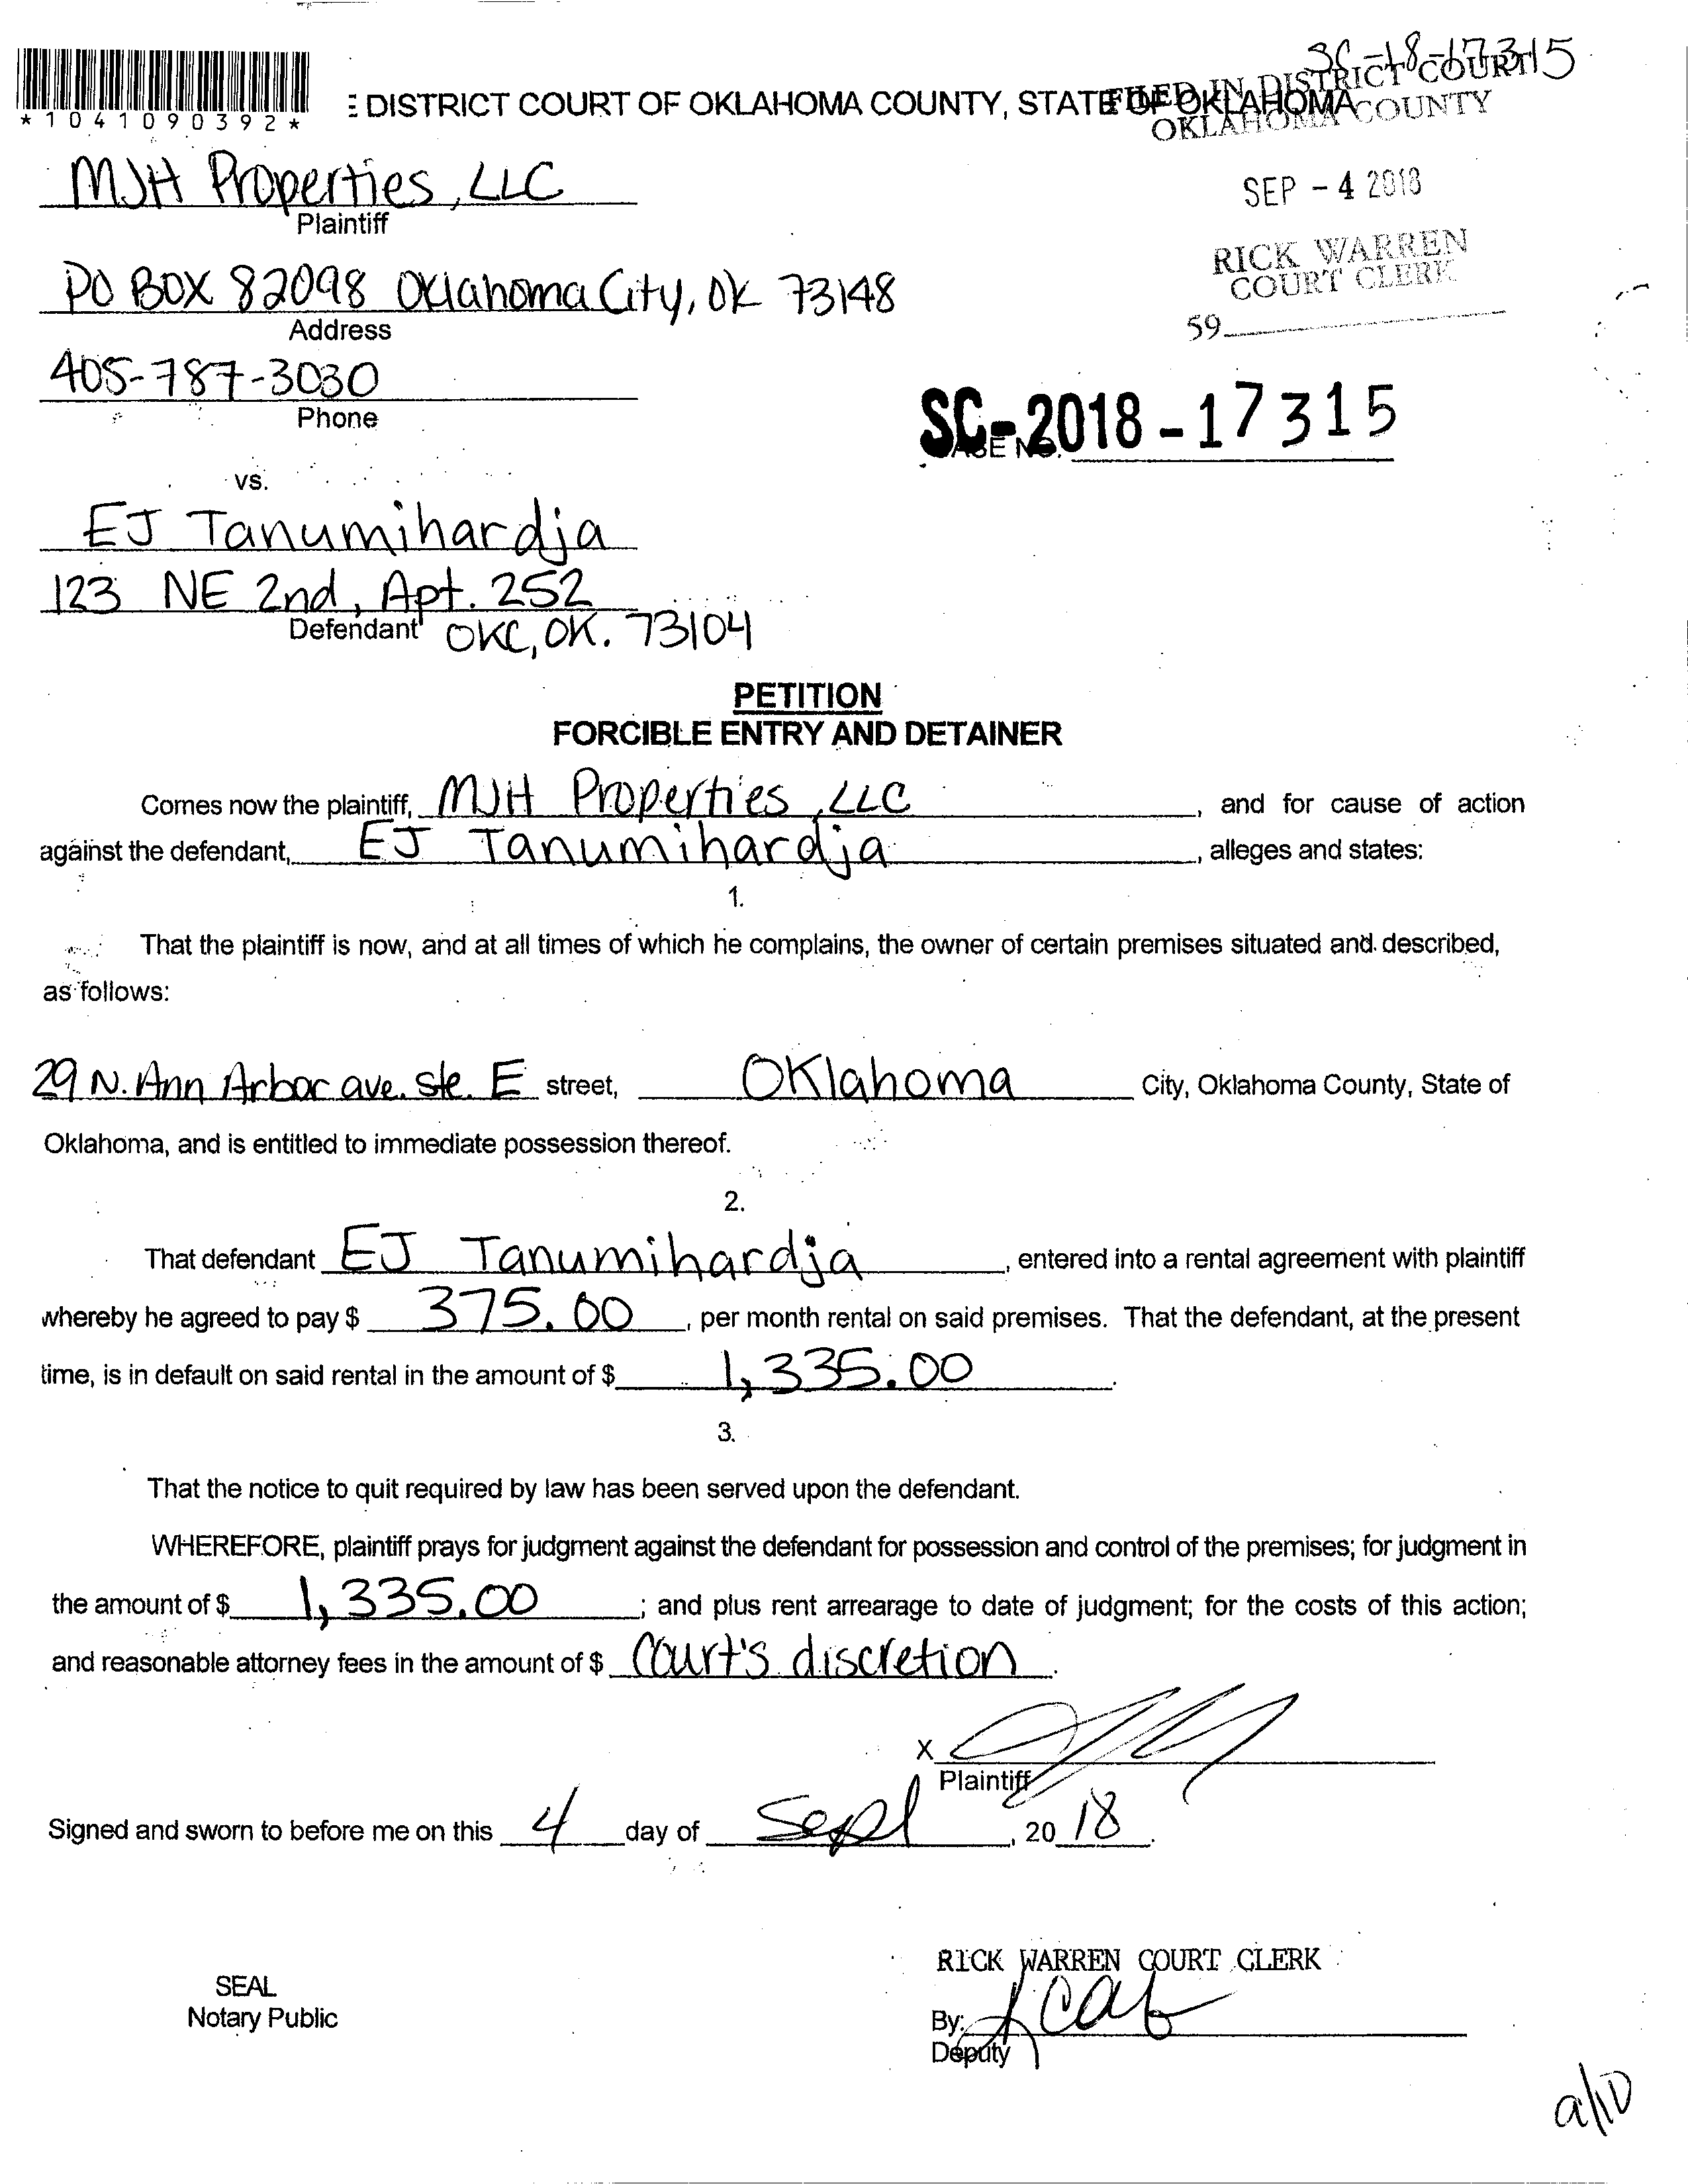 SC-18-17315
FILED IN DISTRICT COURT
: DISTRICT COURT OF OKLAHOMA COUNTY, STATE OF OKLAHOMA
OKLAHOMA COUNTY
*1041090392*
MJH Properties, LLC
Plaintiff
SEP - 4 2018
RICK WARREN
COURT CLERK
PO BOX 82098 Oklahoma City, OK 73148
Address
59
405-787-3030
Phone
SC-2018-17315
CASE NO.
vs.
EJ Tanumihardja
123 NE 2nd, Apt. 252
Defendant OKC, OK. 73104
PETITION
FORCIBLE ENTRY AND DETAINER
Comes now the plaintiff, MJH Properties, LLC, and for cause of action
against the defendant, EJ Tanumihardja, alleges and states:
1.
That the plaintiff is now, and at all times of which he complains, the owner of certain premises situated and described,
as follows:
29 N. Ann Arbor ave. ste. E street, Oklahoma City, Oklahoma County, State of
Oklahoma, and is entitled to immediate possession thereof.
2.
That defendant EJ Tanumihardja, entered into a rental agreement with plaintiff
whereby he agreed to pay $ 375.00, per month rental on said premises. That the defendant, at the present
time, is in default on said rental in the amount of $ 1,335.00.
3.
That the notice to quit required by law has been served upon the defendant.
WHEREFORE, plaintiff prays for judgment against the defendant for possession and control of the premises; for judgment in
the amount of $ 1,335.00; and plus rent arrearage to date of judgment; for the costs of this action;
and reasonable attorney fees in the amount of $ Court's discretion.
X
Plaintiff
Signed and sworn to before me on this 4 day of Sept, 2018.
RICK WARREN COURT CLERK
SEAL
Notary Public
By:
Deputy